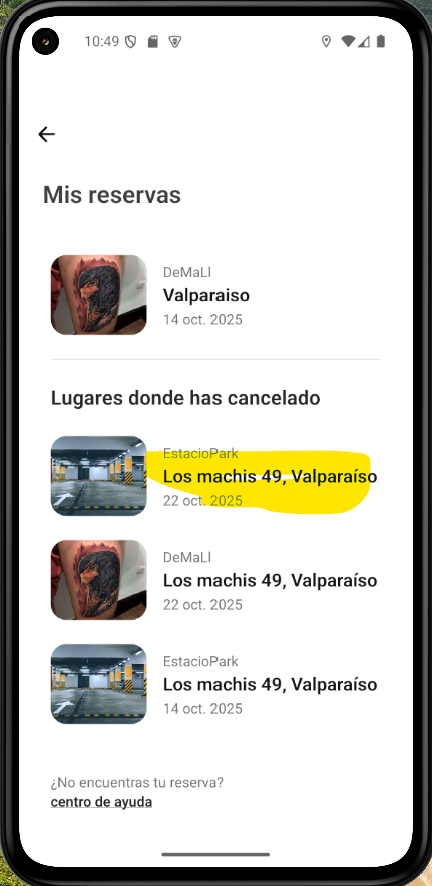 10:49
Mis reservas
DeMaLl
Valparaiso
14 oct. 2025
Lugares donde has cancelado
EstacioPark
Los machis 49, Valparaíso
22 oct. 2025
DeMaLl
Los machis 49, Valparaíso
22 oct. 2025
EstacioPark
Los machis 49, Valparaíso
14 oct. 2025
¿No encuentras tu reserva?
centro de ayuda